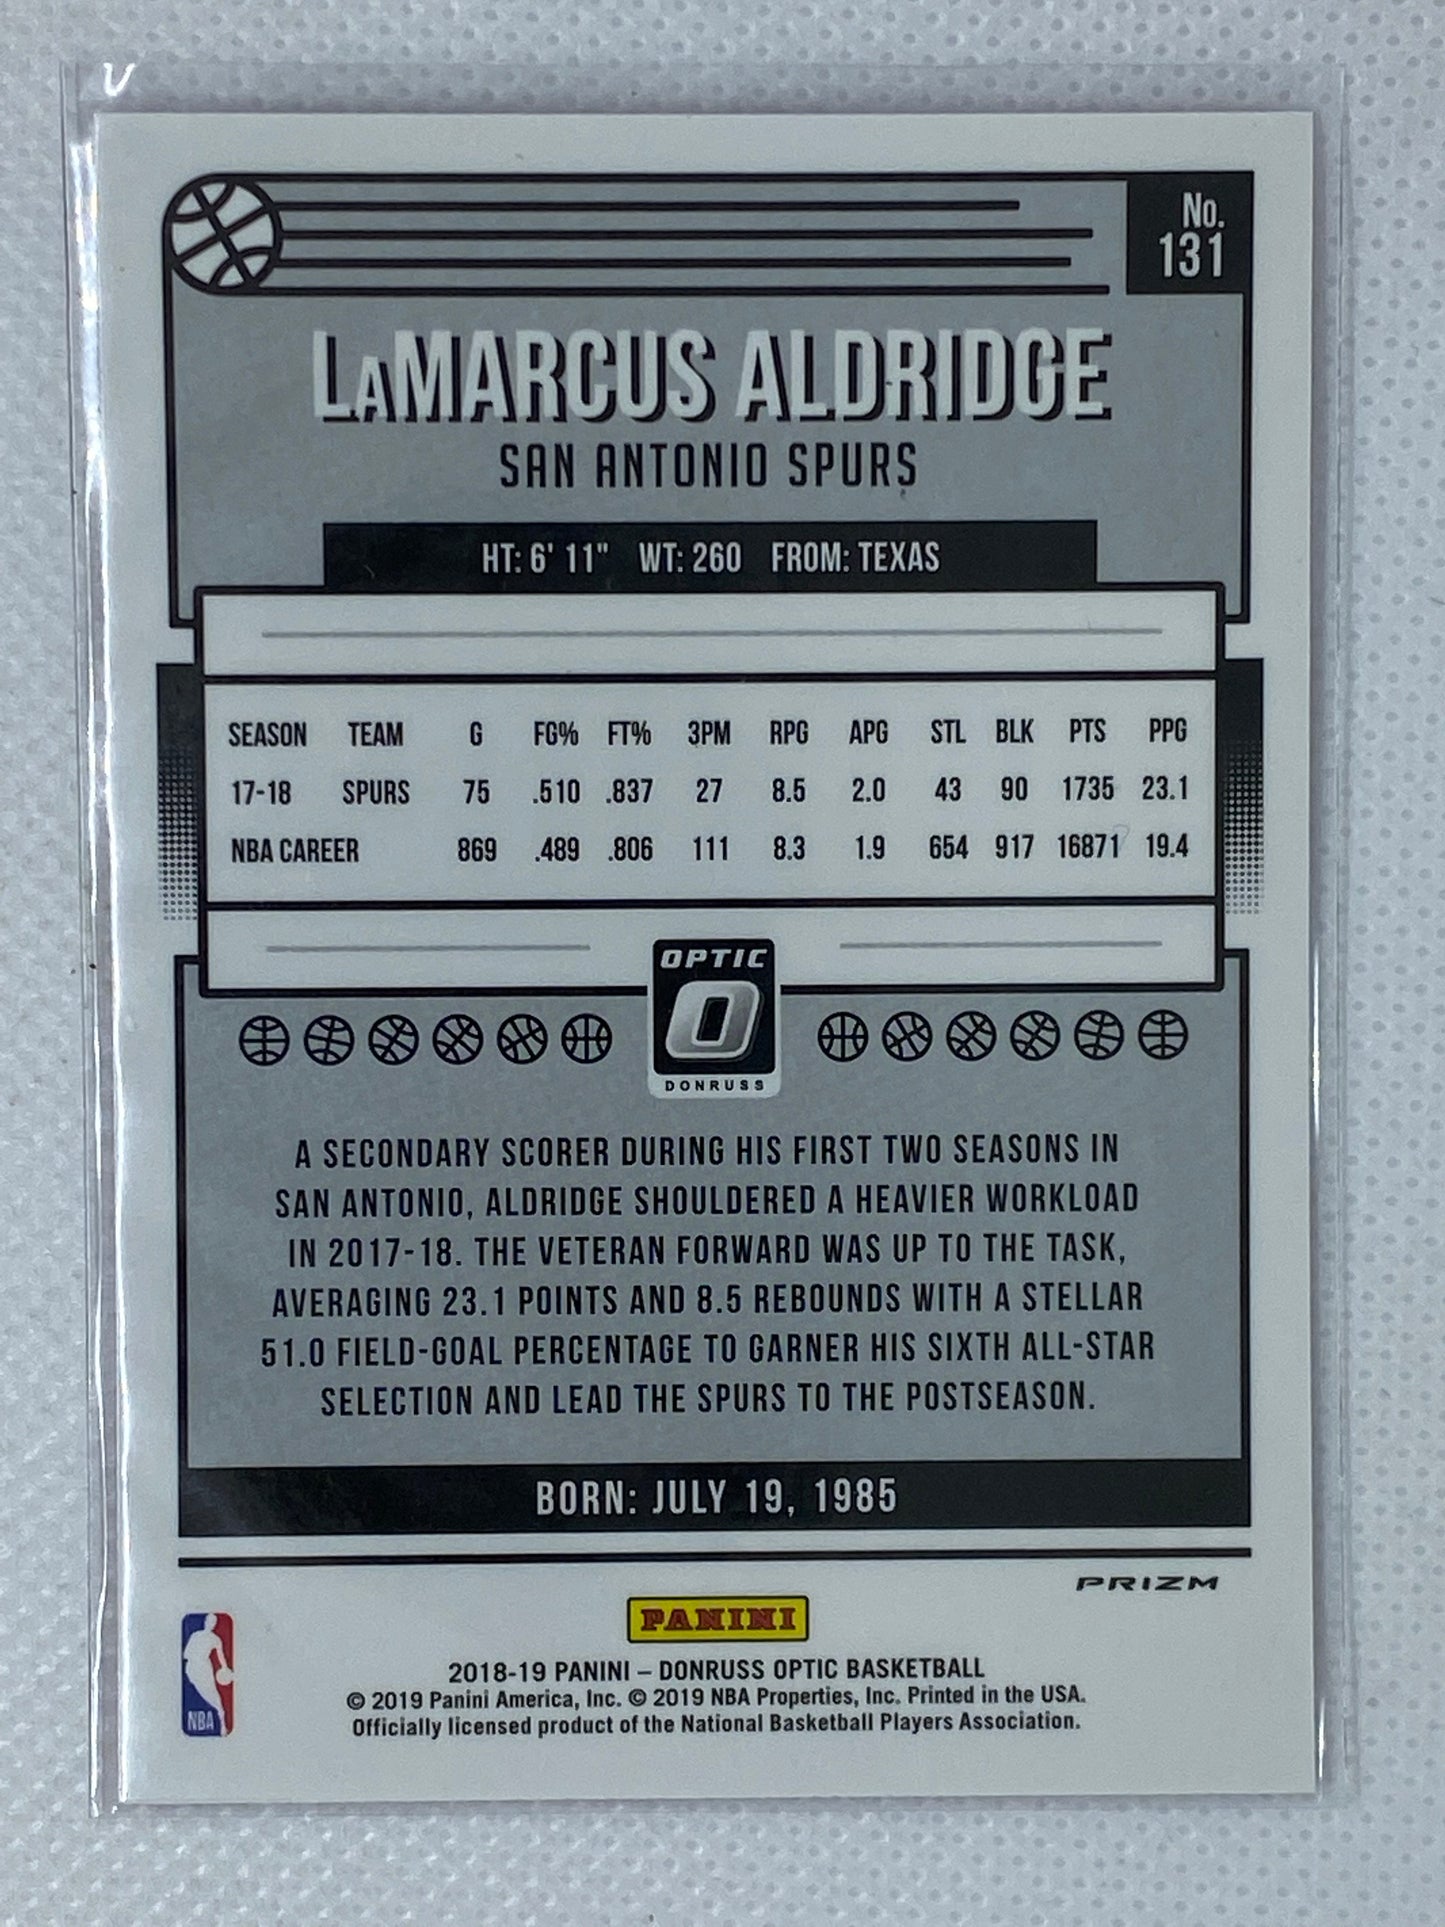 No.
131
LaMARCUS ALDRIDGE
SAN ANTONIO SPURS
HT: 6' 11" WT: 260 FROM: TEXAS
SEASON TEAM G FG% FT% 3PM RPG APG STL BLK PTS PPG
17-18 SPURS 75 .510 .837 27 8.5 2.0 43 90 1735 23.1
NBA CAREER 869 .489 .806 111 8.3 1.9 654 917 16871 19.4
OPTIC
O
DONRUSS
A SECONDARY SCORER DURING HIS FIRST TWO SEASONS IN
SAN ANTONIO, ALDRIDGE SHOULDERED A HEAVIER WORKLOAD
IN 2017-18. THE VETERAN FORWARD WAS UP TO THE TASK,
AVERAGING 23.1 POINTS AND 8.5 REBOUNDS WITH A STELLAR
51.0 FIELD-GOAL PERCENTAGE TO GARNER HIS SIXTH ALL-STAR
SELECTION AND LEAD THE SPURS TO THE POSTSEASON.
BORN: JULY 19, 1985
PRIZM
PANINI
NBA
2018-19 PANINI – DONRUSS OPTIC BASKETBALL
© 2019 Panini America, Inc. © 2019 NBA Properties, Inc. Printed in the USA.
Officially licensed product of the National Basketball Players Association.